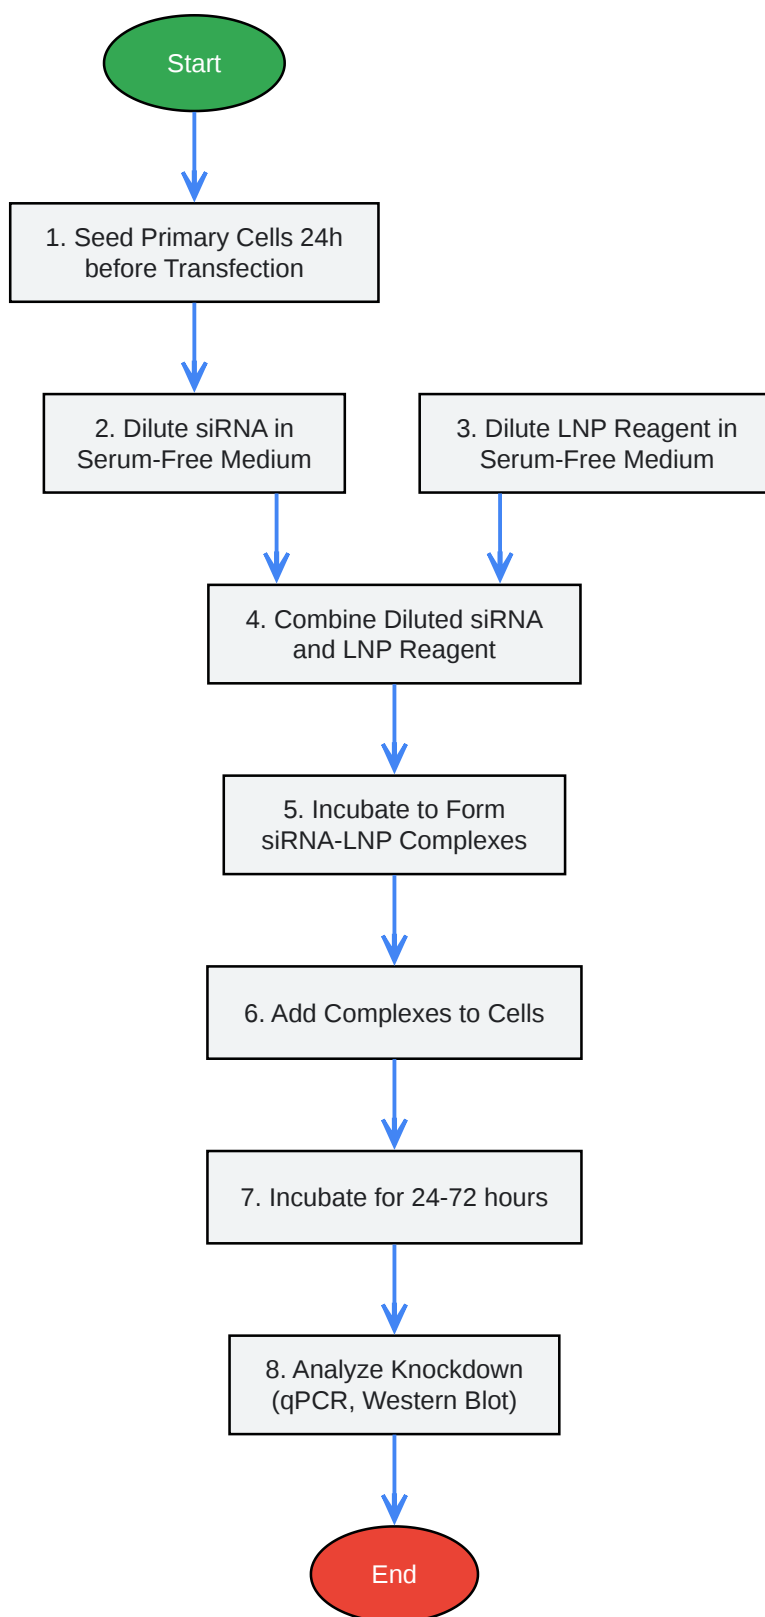 Start
1. Seed Primary Cells 24h
before Transfection
2. Dilute siRNA in
Serum-Free Medium
3. Dilute LNP Reagent in
Serum-Free Medium
4. Combine Diluted siRNA
and LNP Reagent
5. Incubate to Form
siRNA-LNP Complexes
6. Add Complexes to Cells
7. Incubate for 24-72 hours
8. Analyze Knockdown
(qPCR, Western Blot)
End